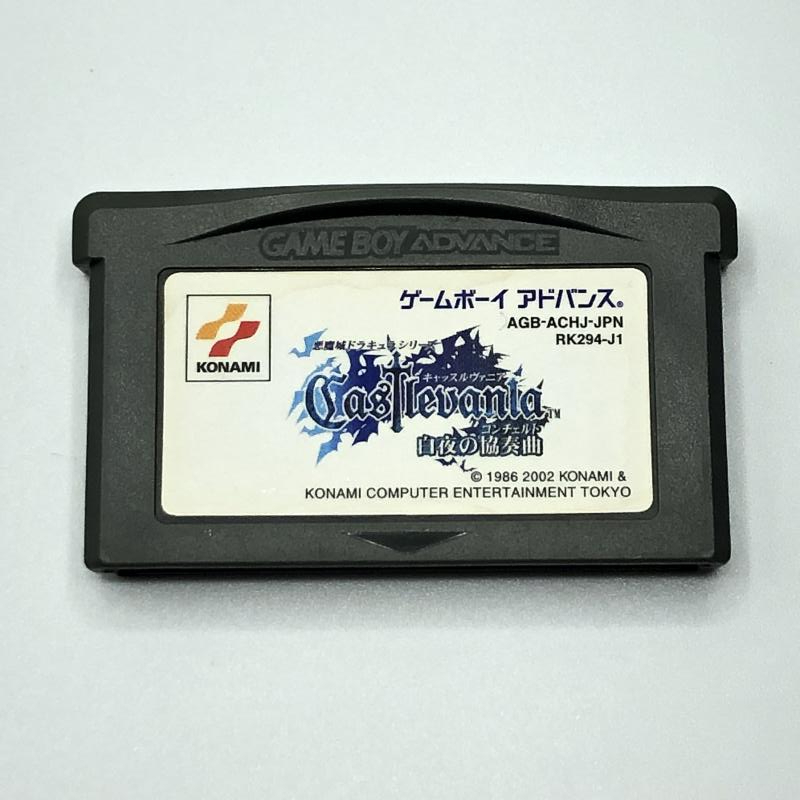 GAME BOY ADVANCE
KONAMI
ゲームボーイ アドバンス®
AGB-ACHJ-JPN
RK294-J1
悪魔城ドラキュラシリーズ
キャッスルヴァニア
Castlevania™
コンチェルト
白夜の協奏曲
© 1986 2002 KONAMI &
KONAMI COMPUTER ENTERTAINMENT TOKYO